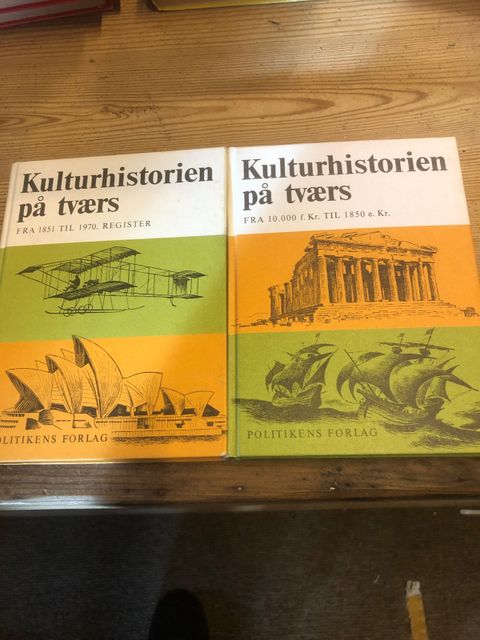 Kulturhistorien
på tværs
FRA 1851 TIL 1970. REGISTER
POLITIKENS FORLAG
Kulturhistorien
på tværs
FRA 10.000 f. Kr. TIL 1850 e. Kr.
POLITIKENS FORLAG